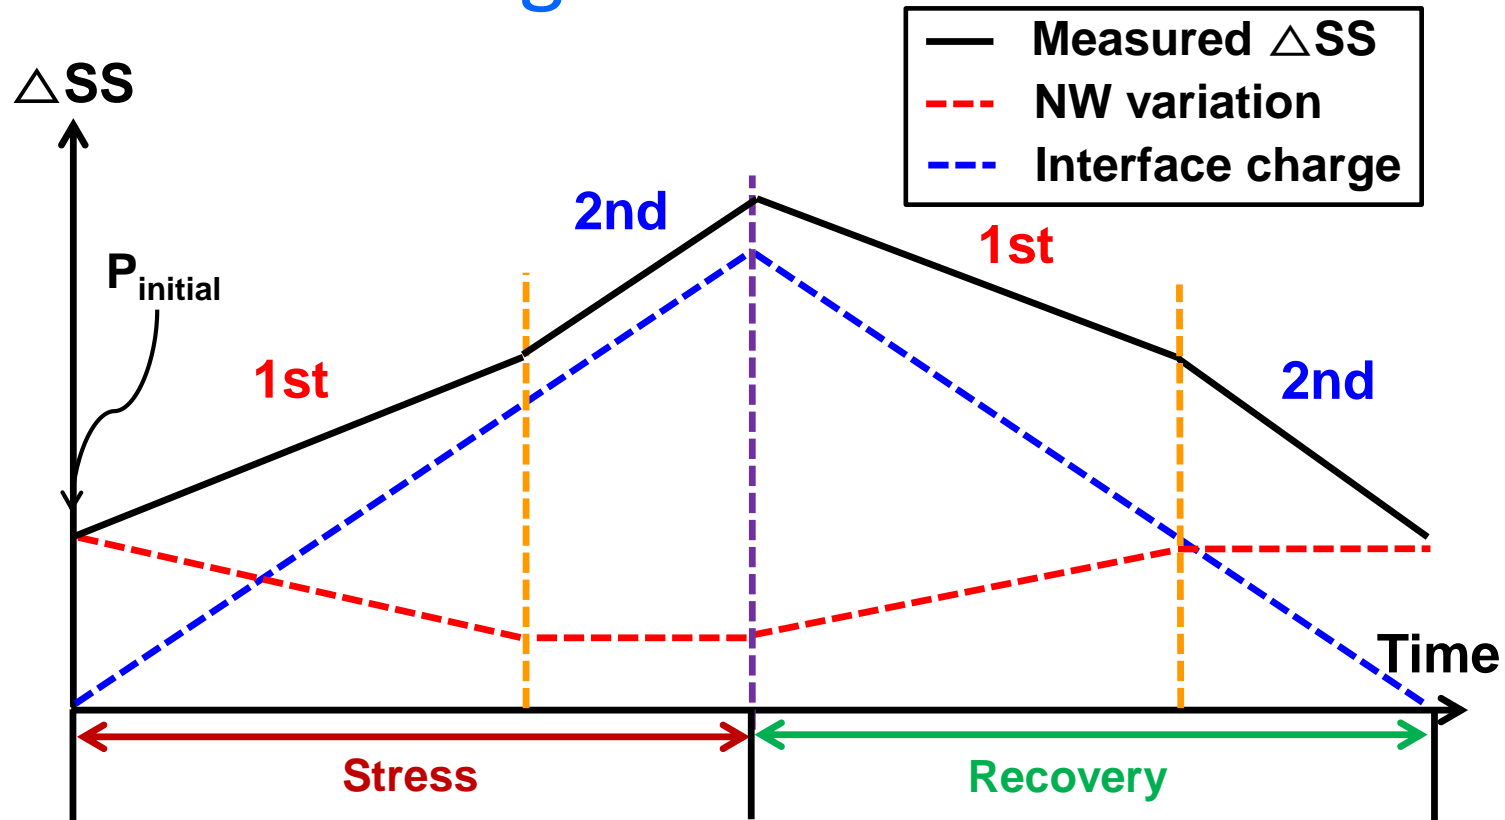 g
Measured △SS
NW variation
Interface charge
△SS
2nd
1st
Pinitial
1st
2nd
Time
Stress
Recovery